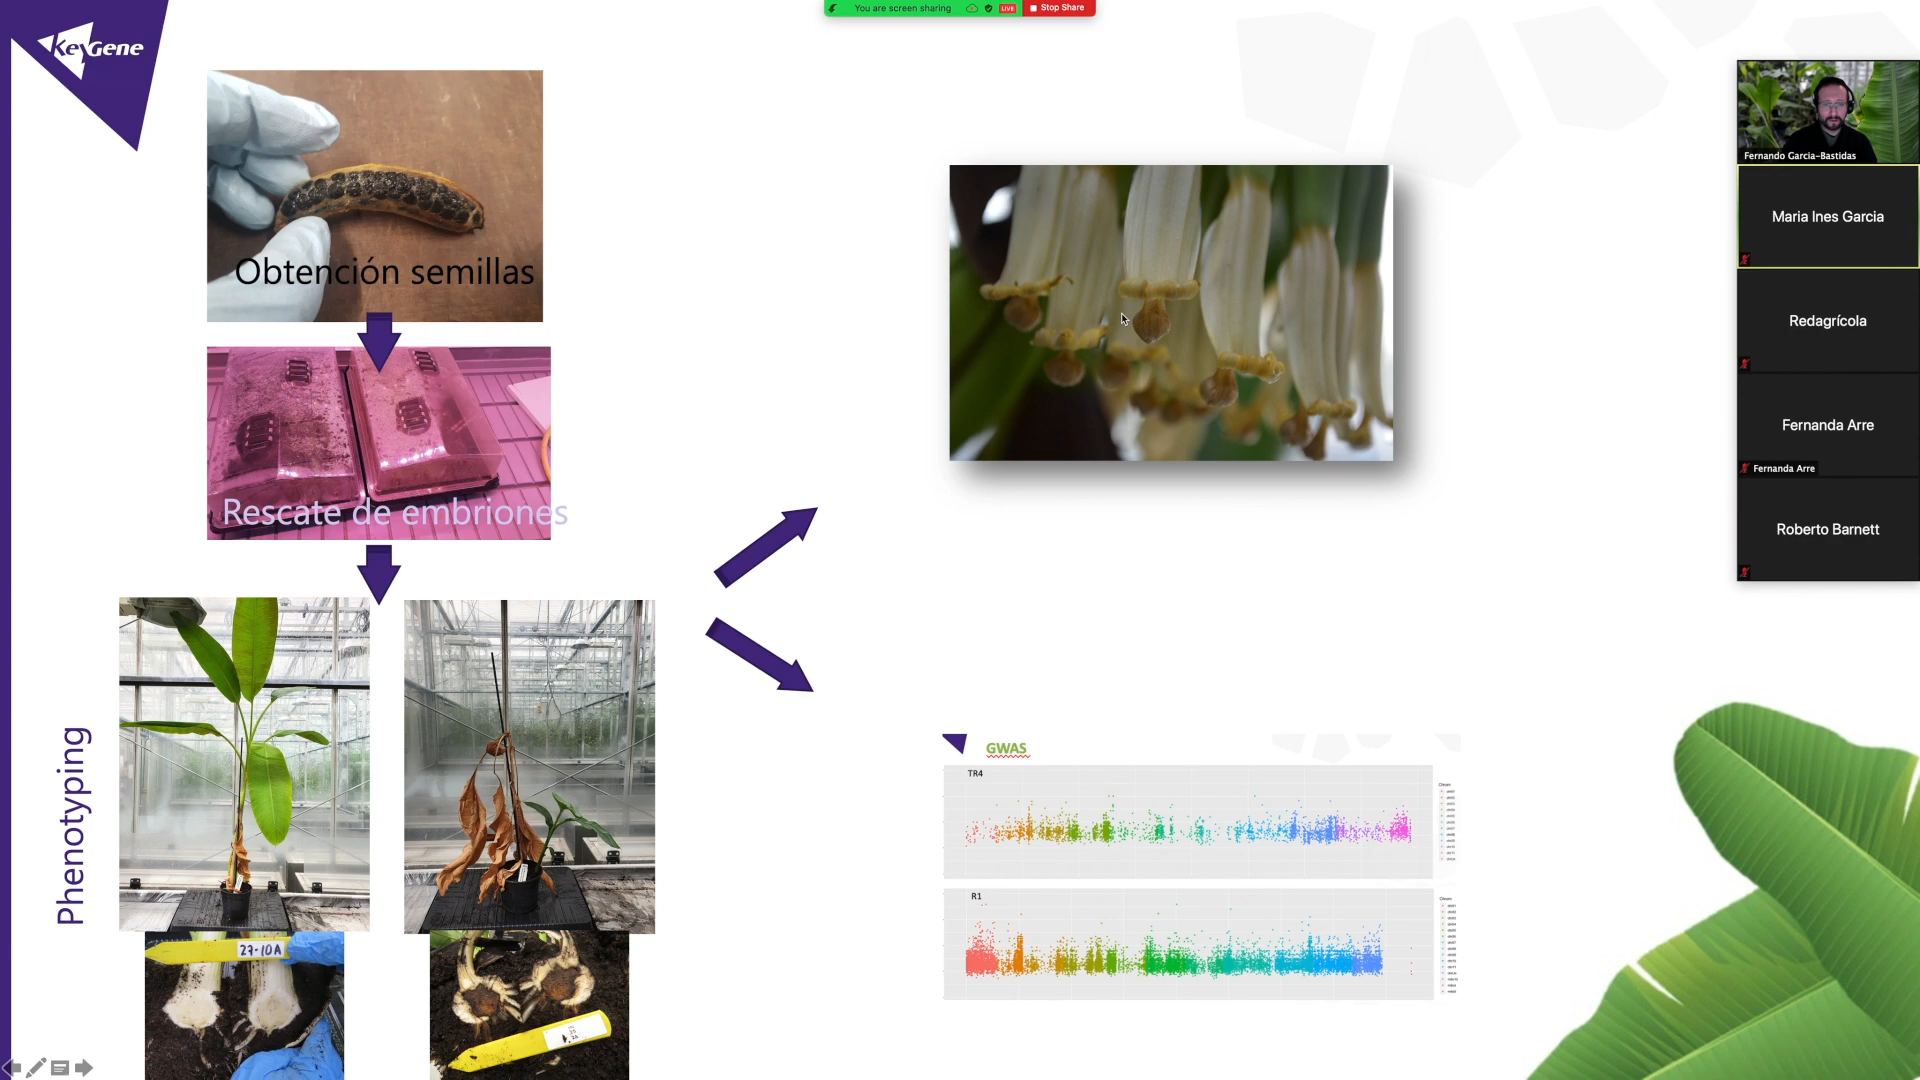 You are screen sharing
LIVE
Stop Share
KeyGene
Obtención semillas
Rescate de embriones
Phenotyping
27-10A
GWAS
TR4
R1
Fernando Garcia-Bastidas
Maria Ines Garcia
Redagrícola
Fernanda Arre
Fernanda Arre
Roberto Barnett